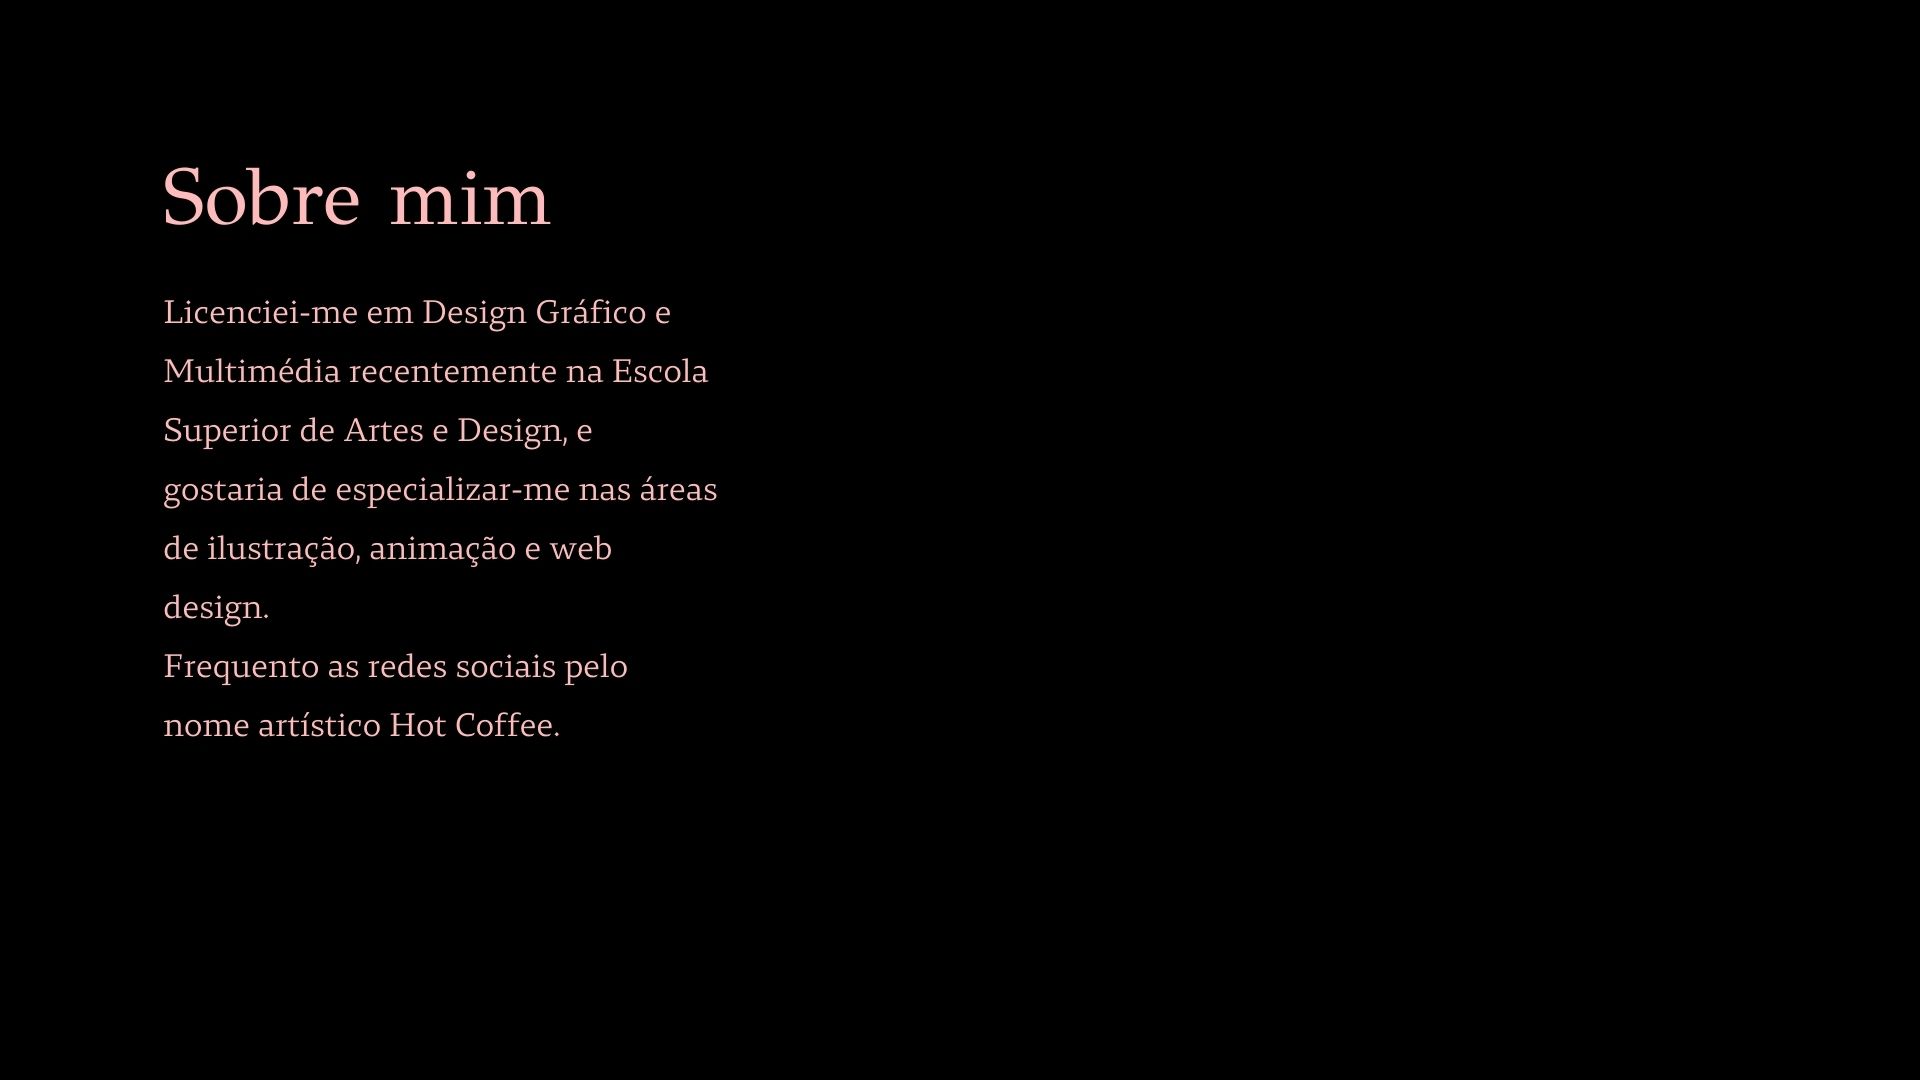 Sobre mim
Licenciei-me em Design Gráfico e
Multimédia recentemente na Escola
Superior de Artes e Design, e
gostaria de especializar-me nas áreas
de ilustração, animação e web
design.
Frequento as redes sociais pelo
nome artístico Hot Coffee.